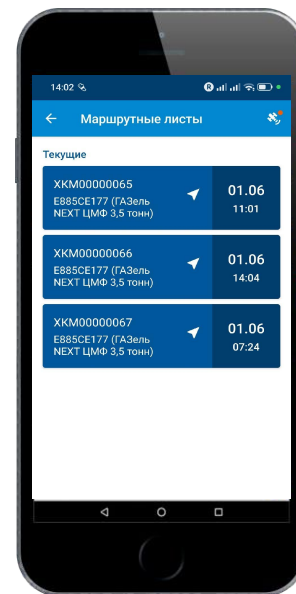 14:02
Маршрутные листы
Текущие
ХКМ00000065
Е885СЕ177 (ГАЗель
NEXT ЦМФ 3,5 тонн)
01.06
11:01
ХКМ00000066
Е885СЕ177 (ГАЗель
NEXT ЦМФ 3,5 тонн)
01.06
14:04
ХКМ00000067
Е885СЕ177 (ГАЗель
NEXT ЦМФ 3,5 тонн)
01.06
07:24